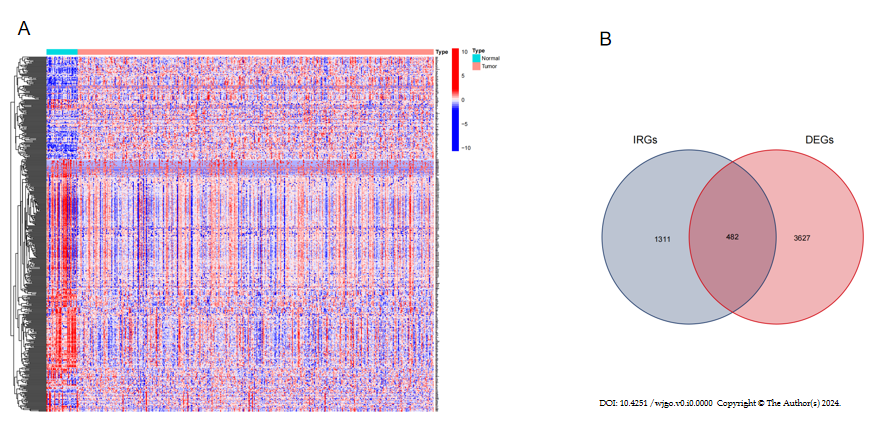 A
Type
10
5
0
−5
−10
Type
Normal
Tumor
B
IRGs
DEGs
1311
482
3627
DOI: 10.4251 / wjgo.v0.i0.0000 Copyright © The Author(s) 2024.